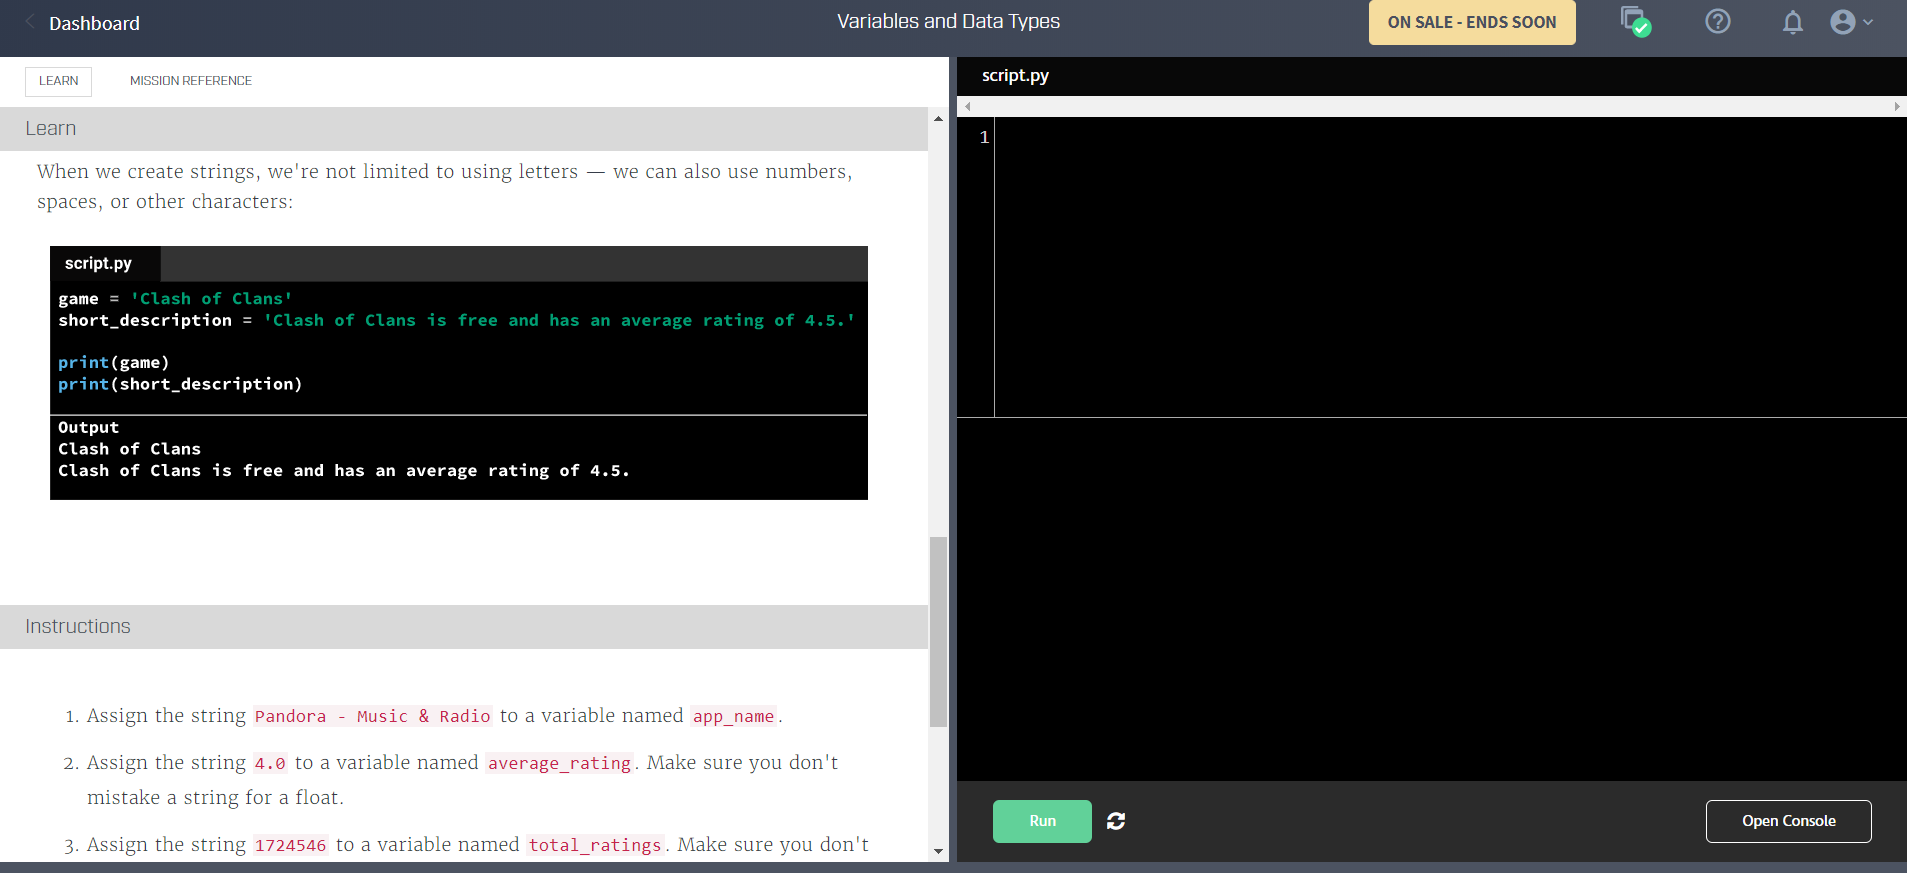 Dashboard
Variables and Data Types
ON SALE - ENDS SOON
LEARN
MISSION REFERENCE
Learn
When we create strings, we're not limited to using letters — we can also use numbers,
spaces, or other characters:
script.py
game = 'Clash of Clans'
short_description = 'Clash of Clans is free and has an average rating of 4.5.'
print(game)
print(short_description)
Output
Clash of Clans
Clash of Clans is free and has an average rating of 4.5.
Instructions
1. Assign the string Pandora - Music & Radio to a variable named app_name.
2. Assign the string 4.0 to a variable named average_rating. Make sure you don't
mistake a string for a float.
3. Assign the string 1724546 to a variable named total_ratings. Make sure you don't
script.py
1
Run
Open Console